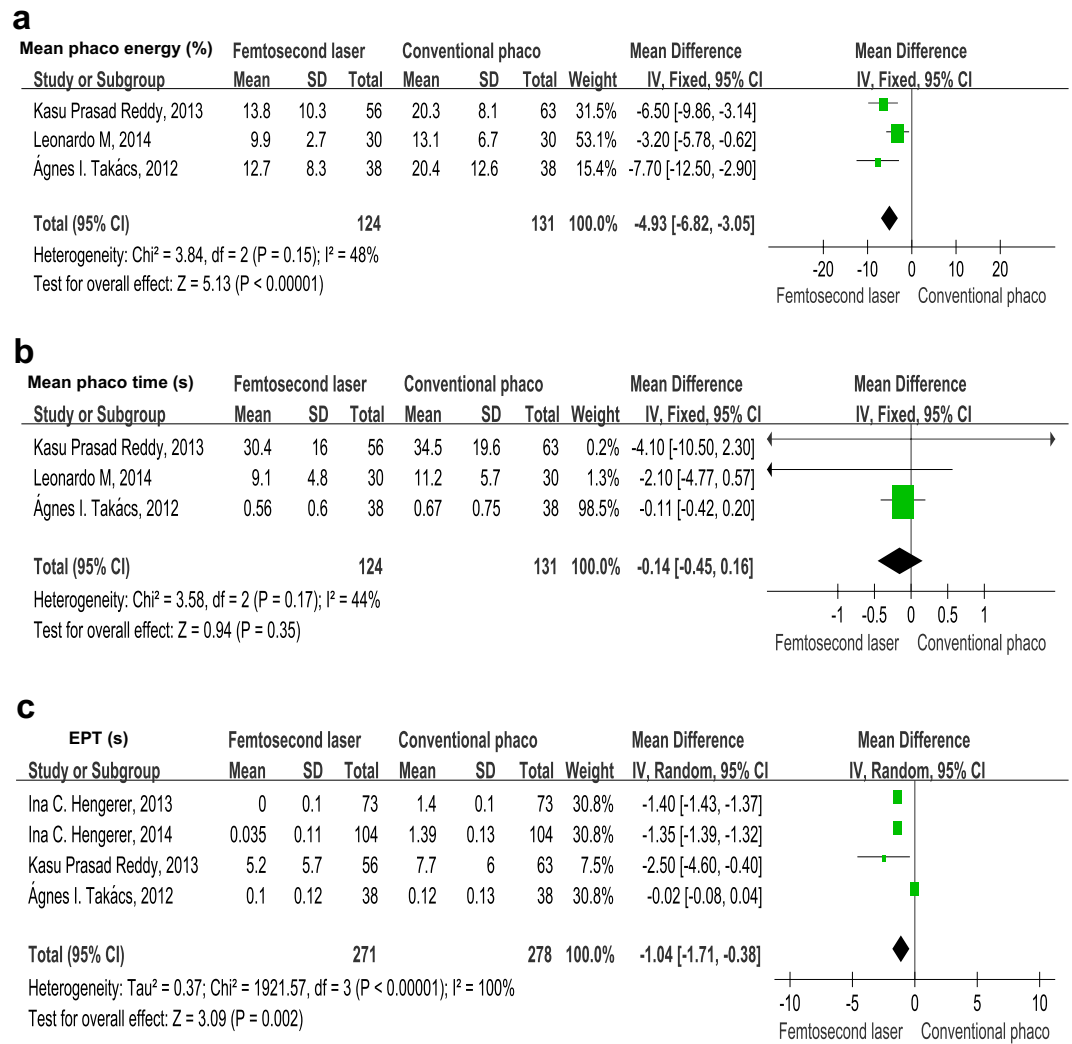 a
Mean phaco energy (%) Femtosecond laser Conventional phaco Mean Difference Mean Difference
Study or Subgroup Mean SD Total Mean SD Total Weight IV, Fixed, 95% CI IV, Fixed, 95% CI
Kasu Prasad Reddy, 2013 13.8 10.3 56 20.3 8.1 63 31.5% -6.50 [-9.86, -3.14]
Leonardo M, 2014 9.9 2.7 30 13.1 6.7 30 53.1% -3.20 [-5.78, -0.62]
Ágnes I. Takács, 2012 12.7 8.3 38 20.4 12.6 38 15.4% -7.70 [-12.50, -2.90]
Total (95% CI) 124 131 100.0% -4.93 [-6.82, -3.05]
Heterogeneity: Chi² = 3.84, df = 2 (P = 0.15); I² = 48%
Test for overall effect: Z = 5.13 (P < 0.00001)
-20 -10 0 10 20
Femtosecond laser Conventional phaco
b
Mean phaco time (s) Femtosecond laser Conventional phaco Mean Difference Mean Difference
Study or Subgroup Mean SD Total Mean SD Total Weight IV, Fixed, 95% CI IV, Fixed, 95% CI
Kasu Prasad Reddy, 2013 30.4 16 56 34.5 19.6 63 0.2% -4.10 [-10.50, 2.30]
Leonardo M, 2014 9.1 4.8 30 11.2 5.7 30 1.3% -2.10 [-4.77, 0.57]
Ágnes I. Takács, 2012 0.56 0.6 38 0.67 0.75 38 98.5% -0.11 [-0.42, 0.20]
Total (95% CI) 124 131 100.0% -0.14 [-0.45, 0.16]
Heterogeneity: Chi² = 3.58, df = 2 (P = 0.17); I² = 44%
Test for overall effect: Z = 0.94 (P = 0.35)
-1 -0.5 0 0.5 1
Femtosecond laser Conventional phaco
c
EPT (s) Femtosecond laser Conventional phaco Mean Difference Mean Difference
Study or Subgroup Mean SD Total Mean SD Total Weight IV, Random, 95% CI IV, Random, 95% CI
Ina C. Hengerer, 2013 0 0.1 73 1.4 0.1 73 30.8% -1.40 [-1.43, -1.37]
Ina C. Hengerer, 2014 0.035 0.11 104 1.39 0.13 104 30.8% -1.35 [-1.39, -1.32]
Kasu Prasad Reddy, 2013 5.2 5.7 56 7.7 6 63 7.5% -2.50 [-4.60, -0.40]
Ágnes I. Takács, 2012 0.1 0.12 38 0.12 0.13 38 30.8% -0.02 [-0.08, 0.04]
Total (95% CI) 271 278 100.0% -1.04 [-1.71, -0.38]
Heterogeneity: Tau² = 0.37; Chi² = 1921.57, df = 3 (P < 0.00001); I² = 100%
Test for overall effect: Z = 3.09 (P = 0.002)
-10 -5 0 5 10
Femtosecond laser Conventional phaco